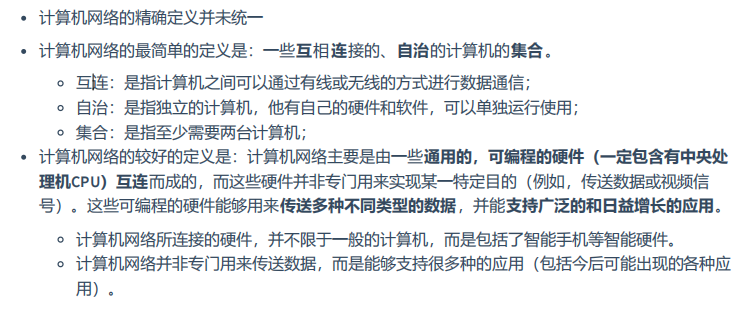 计算机网络的精确定义并未统一
计算机网络的最简单的定义是：一些互相连接的、自治的计算机的集合。
互连：是指计算机之间可以通过有线或无线的方式进行数据通信；
自治：是指独立的计算机，他有自己的硬件和软件，可以单独运行使用；
集合：是指至少需要两台计算机；
计算机网络的较好的定义是：计算机网络主要是由一些通用的，可编程的硬件（一定包含有中央处
理机CPU）互连而成的，而这些硬件并非专门用来实现某一特定目的（例如，传送数据或视频信
号）。这些可编程的硬件能够用来传送多种不同类型的数据，并能支持广泛的和日益增长的应用。
计算机网络所连接的硬件，并不限于一般的计算机，而是包括了智能手机等智能硬件。
计算机网络并非专门用来传送数据，而是能够支持很多种的应用（包括今后可能出现的各种应
用）。